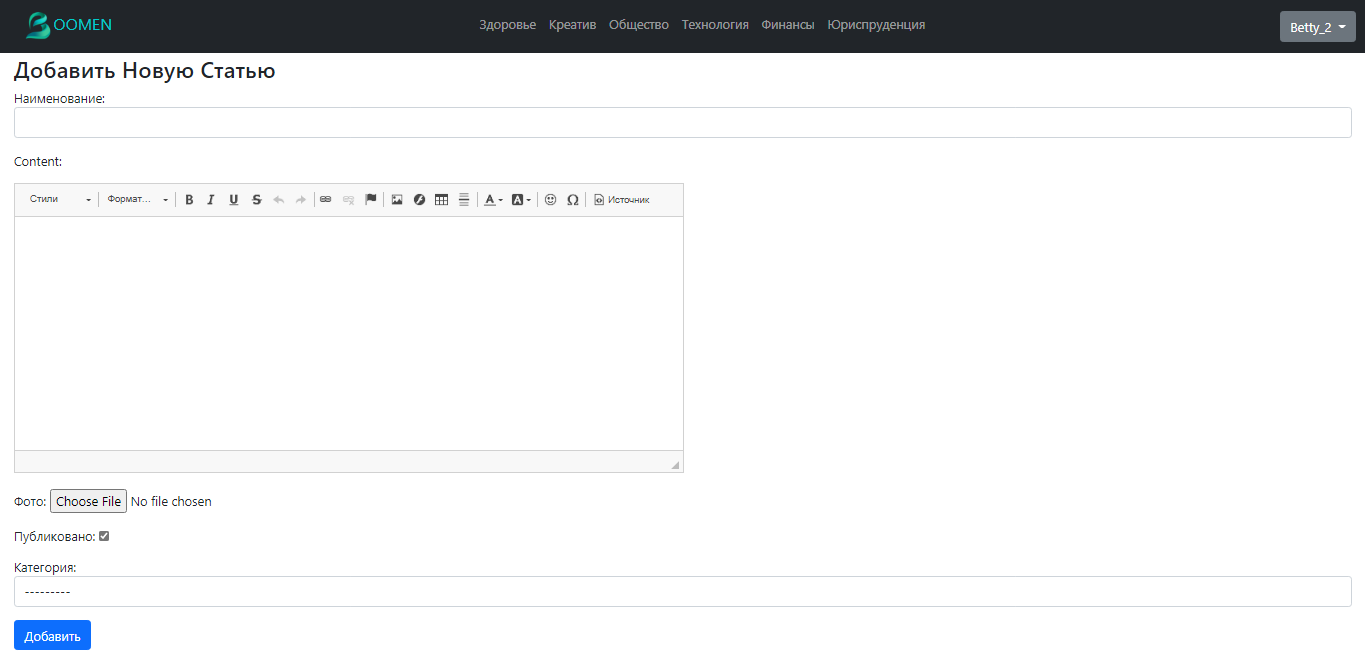 OOMEN Здоровье Креатив Общество Технология Финансы Юриспруденция Betty_2
Добавить Новую Статью
Наименование:
Content:
Стили Формат... B I U S A A Ω Источник
Фото: Choose File No file chosen
Публиковано:
Категория:
---------
Добавить